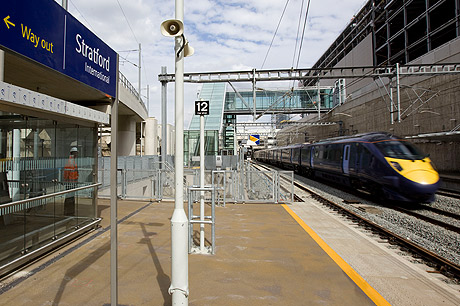 ← Way out
Stratford
International
12